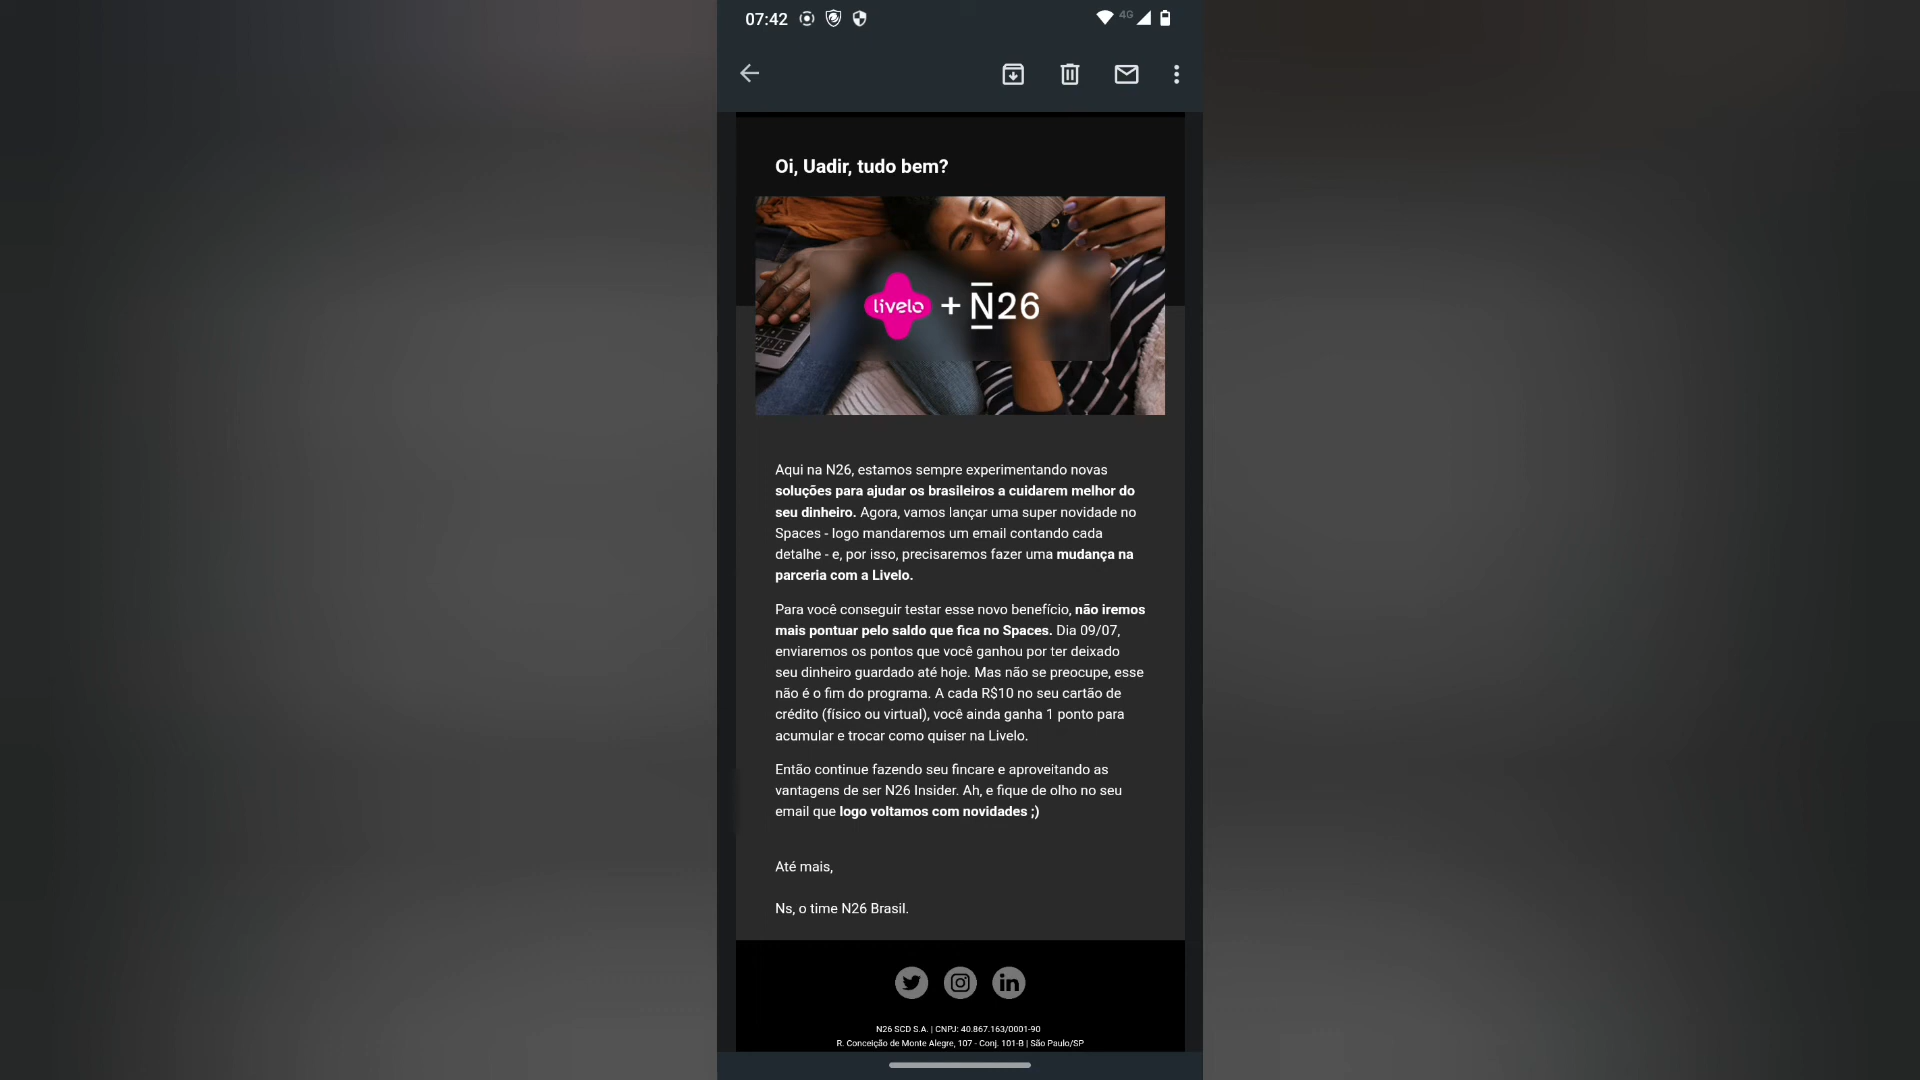 07:42
4G
Oi, Uadir, tudo bem?
livelo + N26
Aqui na N26, estamos sempre experimentando novas
soluções para ajudar os brasileiros a cuidarem melhor do
seu dinheiro. Agora, vamos lançar uma super novidade no
Spaces - logo mandaremos um email contando cada
detalhe - e, por isso, precisaremos fazer uma mudança na
parceria com a Livelo.
Para você conseguir testar esse novo benefício, não iremos
mais pontuar pelo saldo que fica no Spaces. Dia 09/07,
enviaremos os pontos que você ganhou por ter deixado
seu dinheiro guardado até hoje. Mas não se preocupe, esse
não é o fim do programa. A cada R$10 no seu cartão de
crédito (físico ou virtual), você ainda ganha 1 ponto para
acumular e trocar como quiser na Livelo.
Então continue fazendo seu fincare e aproveitando as
vantagens de ser N26 Insider. Ah, e fique de olho no seu
email que logo voltamos com novidades ;)
Até mais,
Ns, o time N26 Brasil.
in
N26 SCD S.A. | CNPJ: 40.867.163/0001-90
R. Conceição de Monte Alegre, 107 - Conj. 101-B | São Paulo/SP